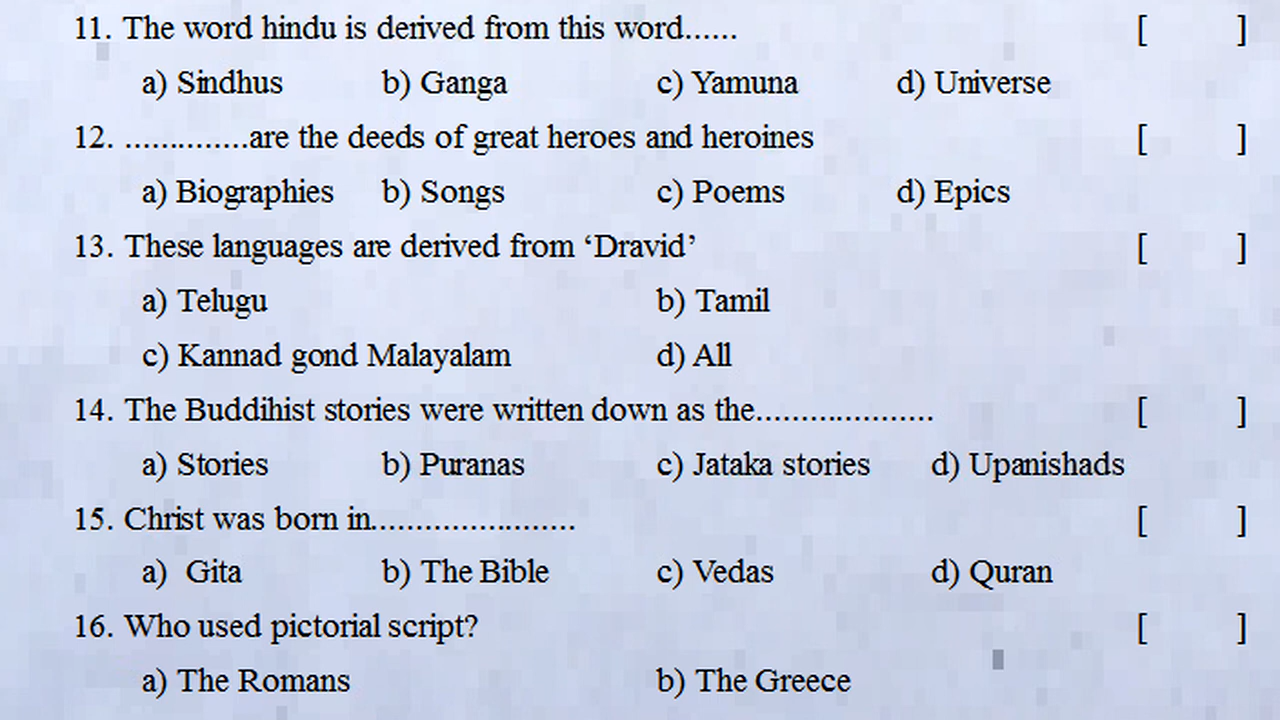 11. The word hindu is derived from this word...... [ ]
a) Sindhus b) Ganga c) Yamuna d) Universe
12. ..............are the deeds of great heroes and heroines [ ]
a) Biographies b) Songs c) Poems d) Epics
13. These languages are derived from ‘Dravid’ [ ]
a) Telugu b) Tamil
c) Kannad gond Malayalam d) All
14. The Buddihist stories were written down as the.................... [ ]
a) Stories b) Puranas c) Jataka stories d) Upanishads
15. Christ was born in....................... [ ]
a) Gita b) The Bible c) Vedas d) Quran
16. Who used pictorial script? [ ]
a) The Romans b) The Greece